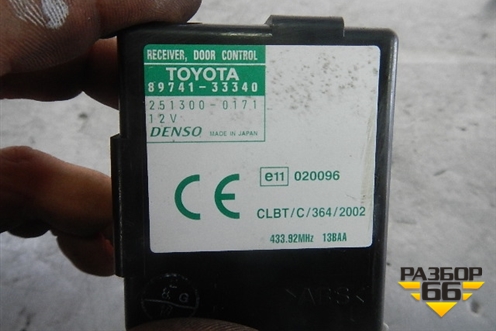 RECEIVER, DOOR CONTROL
TOYOTA
89741-33340
251300-0171
12V
DENSO MADE IN JAPAN
e11 020096
CE
CLBT/C/364/2002
433.92MHz 13BAA
>ABS<
РАЗБОР
66